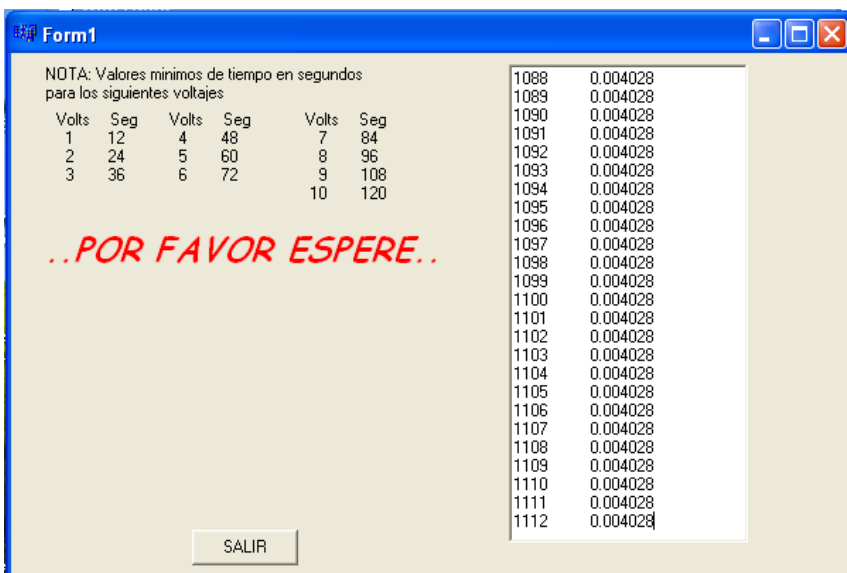 Form1
NOTA: Valores minimos de tiempo en segundos
para los siguientes voltajes
Volts Seg Volts Seg Volts Seg
1 12 4 48 7 84
2 24 5 60 8 96
3 36 6 72 9 108
10 120
..POR FAVOR ESPERE..
1088 0.004028
1089 0.004028
1090 0.004028
1091 0.004028
1092 0.004028
1093 0.004028
1094 0.004028
1095 0.004028
1096 0.004028
1097 0.004028
1098 0.004028
1099 0.004028
1100 0.004028
1101 0.004028
1102 0.004028
1103 0.004028
1104 0.004028
1105 0.004028
1106 0.004028
1107 0.004028
1108 0.004028
1109 0.004028
1110 0.004028
1111 0.004028
1112 0.004028
SALIR